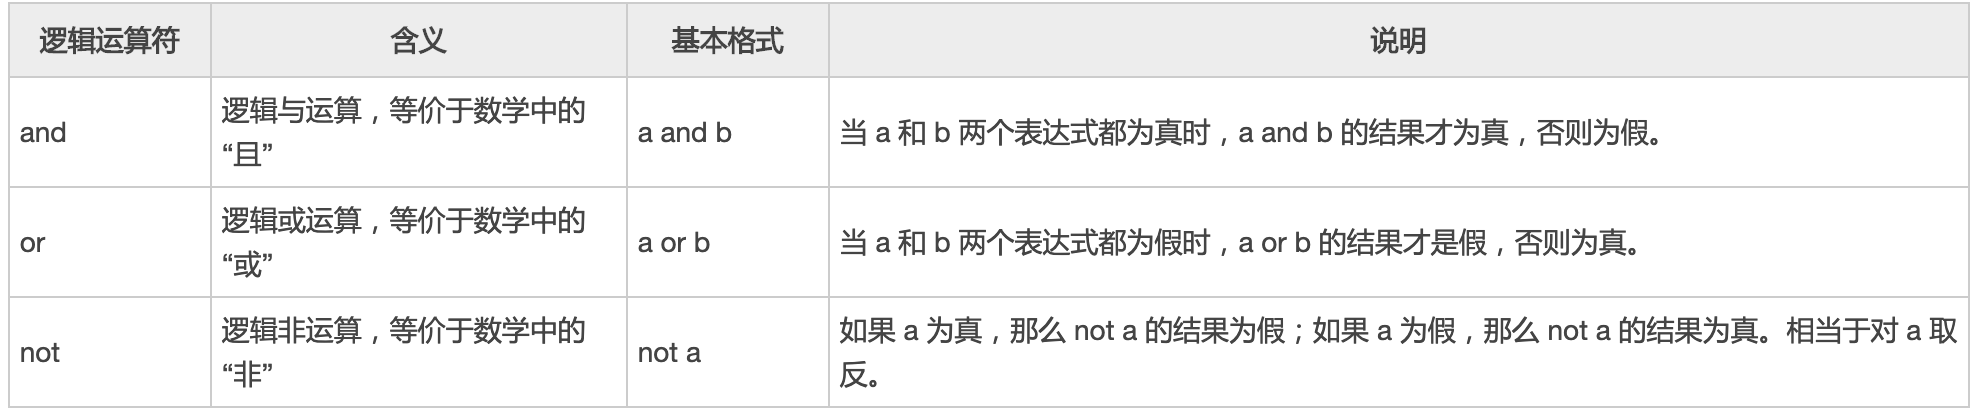 逻辑运算符 含义 基本格式 说明
and
逻辑与运算，等价于数学中的
“且”
a and b
当 a 和 b 两个表达式都为真时，a and b 的结果才为真，否则为假。
or
逻辑或运算，等价于数学中的
“或”
a or b
当 a 和 b 两个表达式都为假时，a or b 的结果才是假，否则为真。
not
逻辑非运算，等价于数学中的
“非”
not a
如果 a 为真，那么 not a 的结果为假；如果 a 为假，那么 not a 的结果为真。相当于对 a 取
反。